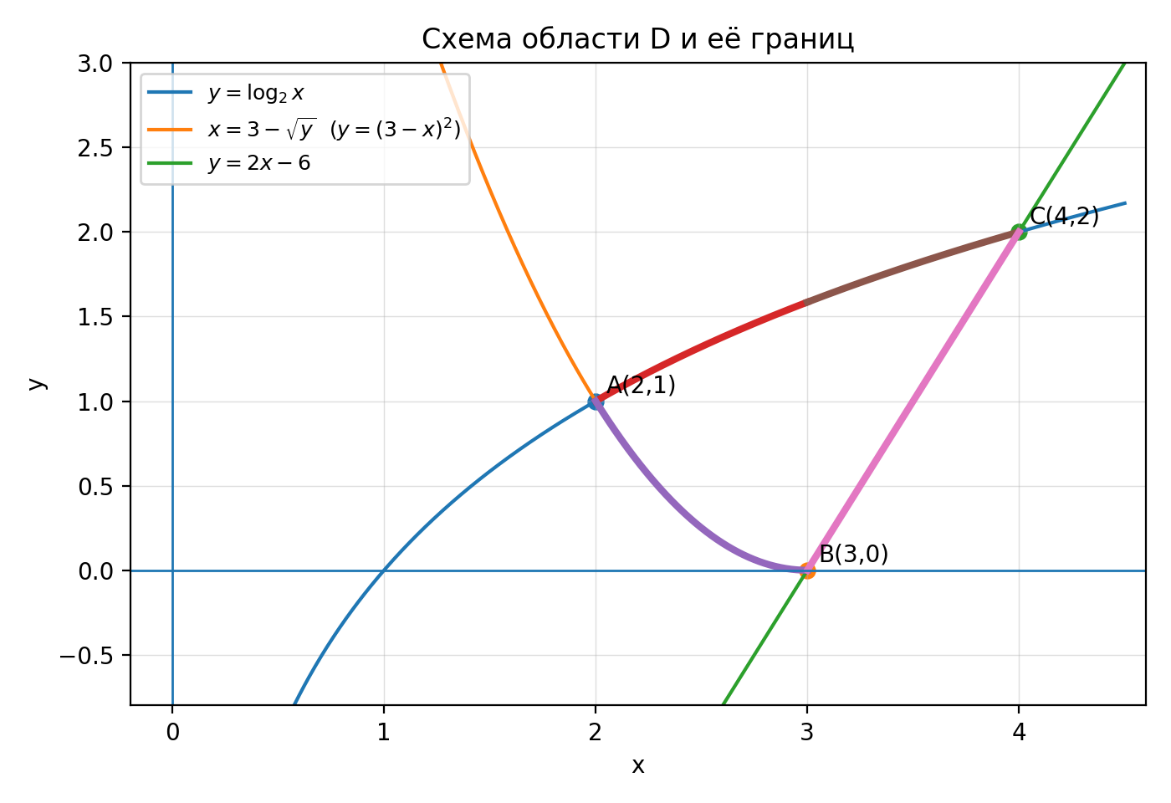 Схема области D и её границ
y = log₂ x
x = 3 − √y (y = (3 − x)²)
y = 2x − 6
3.0
2.5
2.0
1.5
1.0
0.5
0.0
−0.5
y
C(4,2)
A(2,1)
B(3,0)
0 1 2 3 4
x